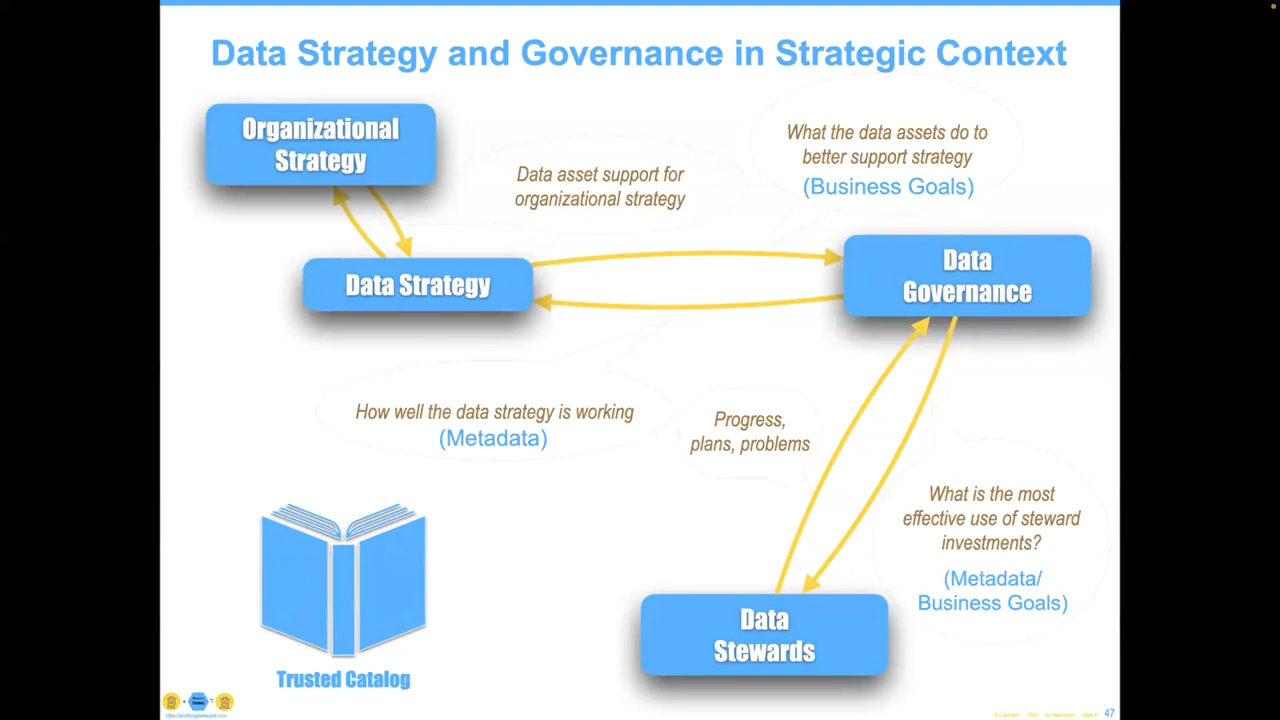 Data Strategy and Governance in Strategic Context
Organizational
Strategy
What the data assets do to
better support strategy
(Business Goals)
Data asset support for
organizational strategy
Data Strategy
Data
Governance
How well the data strategy is working
(Metadata)
Progress,
plans, problems
What is the most
effective use of steward
investments?
(Metadata/
Business Goals)
Data
Stewards
Trusted Catalog
47